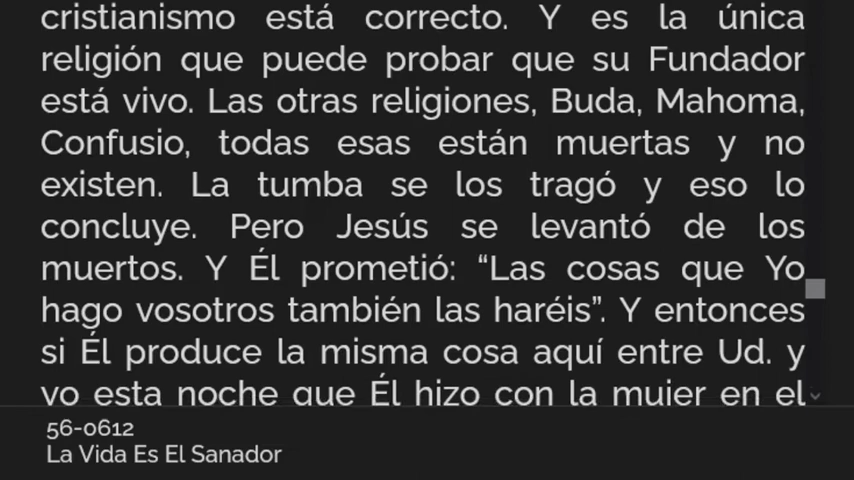 cristianismo está correcto. Y es la única
religión que puede probar que su Fundador
está vivo. Las otras religiones, Buda, Mahoma,
Confusio, todas esas están muertas y no
existen. La tumba se los tragó y eso lo
concluye. Pero Jesús se levantó de los
muertos. Y Él prometió: “Las cosas que Yo
hago vosotros también las haréis”. Y entonces
si Él produce la misma cosa aquí entre Ud. y
yo esta noche que Él hizo con la mujer en el
56-0612
La Vida Es El Sanador